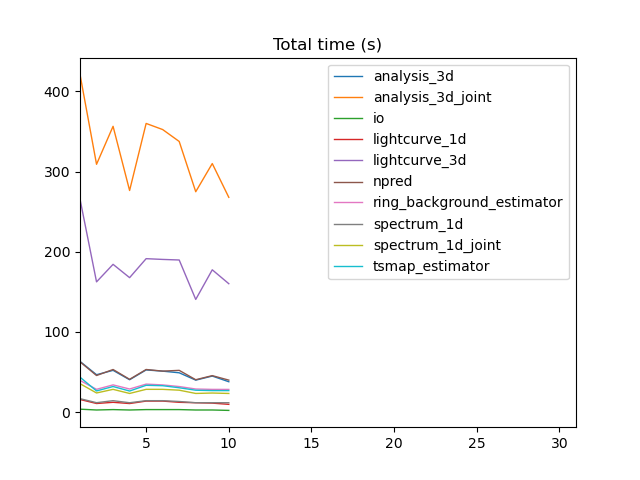 Total time (s)
400
300
200
100
0
5
10
15
20
25
30
analysis_3d
analysis_3d_joint
io
lightcurve_1d
lightcurve_3d
npred
ring_background_estimator
spectrum_1d
spectrum_1d_joint
tsmap_estimator